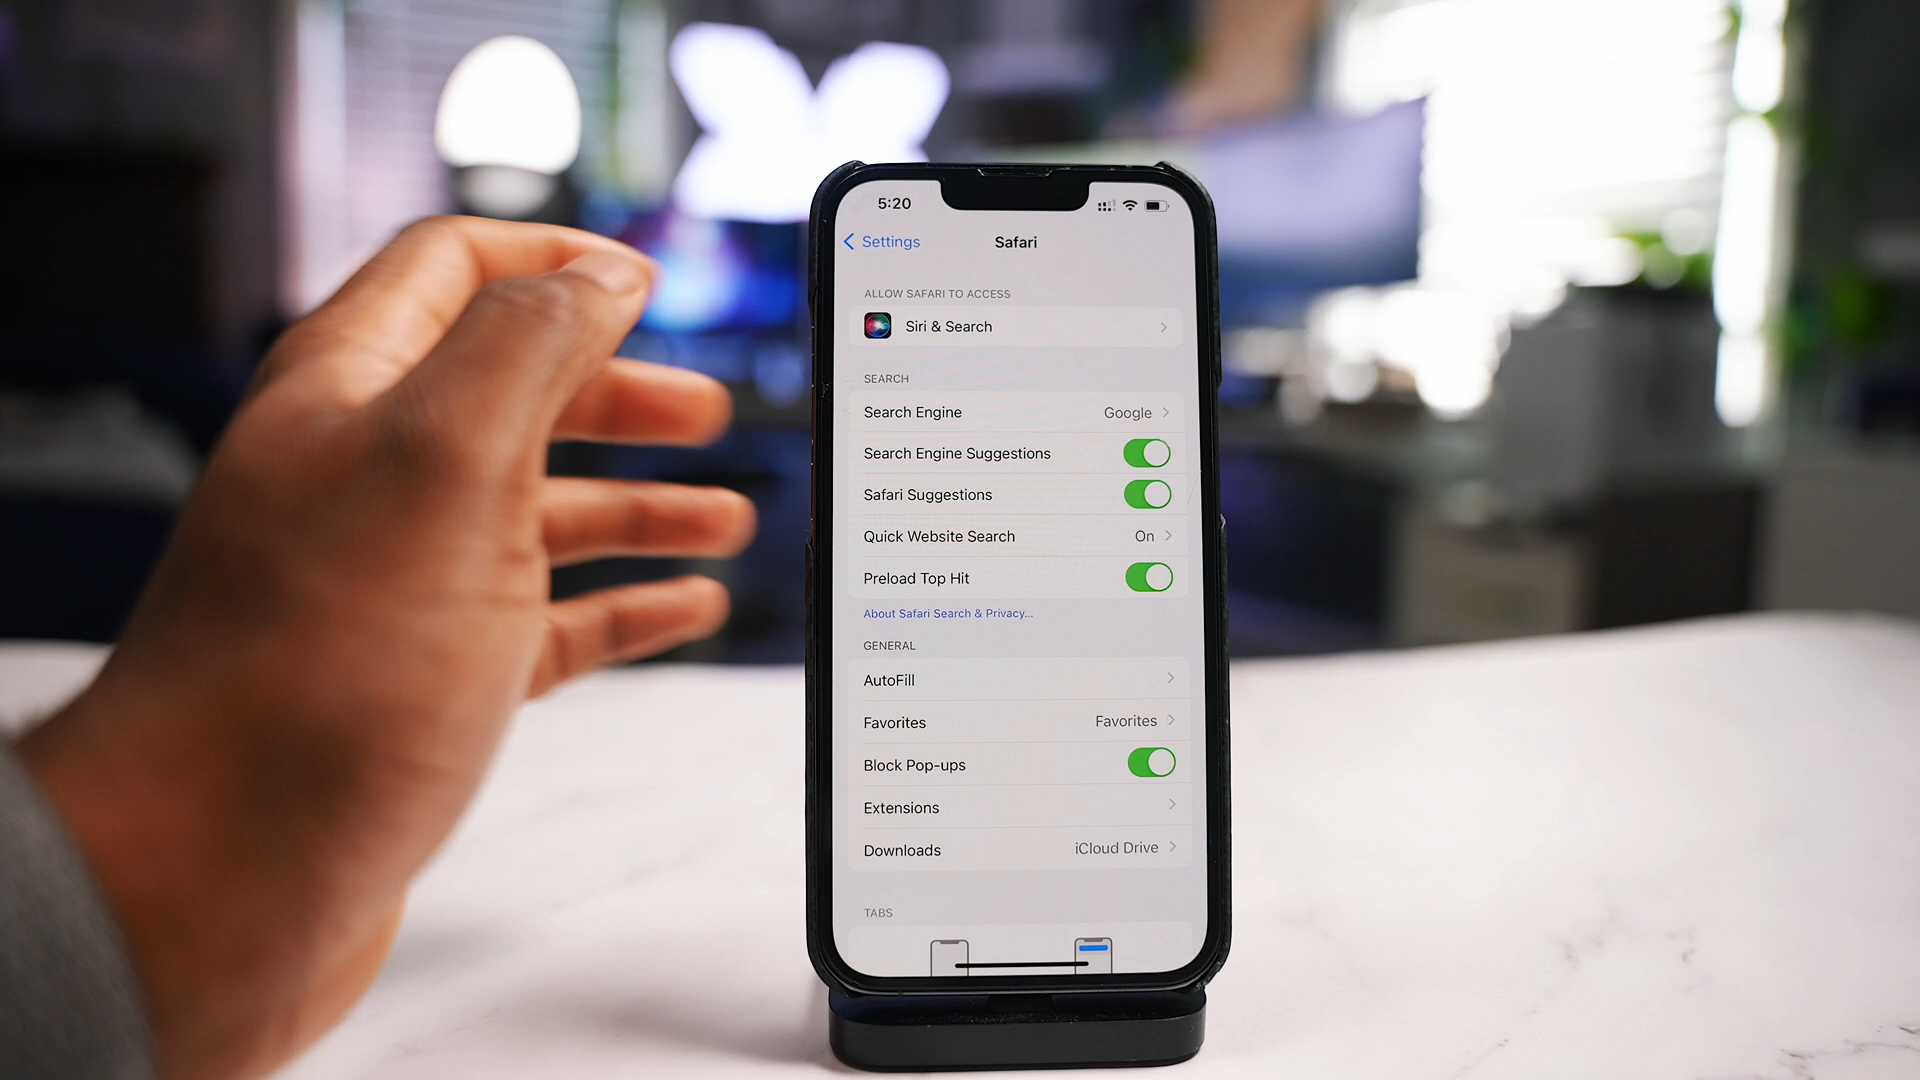 5:20
Settings
Safari
ALLOW SAFARI TO ACCESS
Siri & Search
SEARCH
Search Engine Google
Search Engine Suggestions
Safari Suggestions
Quick Website Search On
Preload Top Hit
About Safari Search & Privacy...
GENERAL
AutoFill
Favorites Favorites
Block Pop-ups
Extensions
Downloads iCloud Drive
TABS